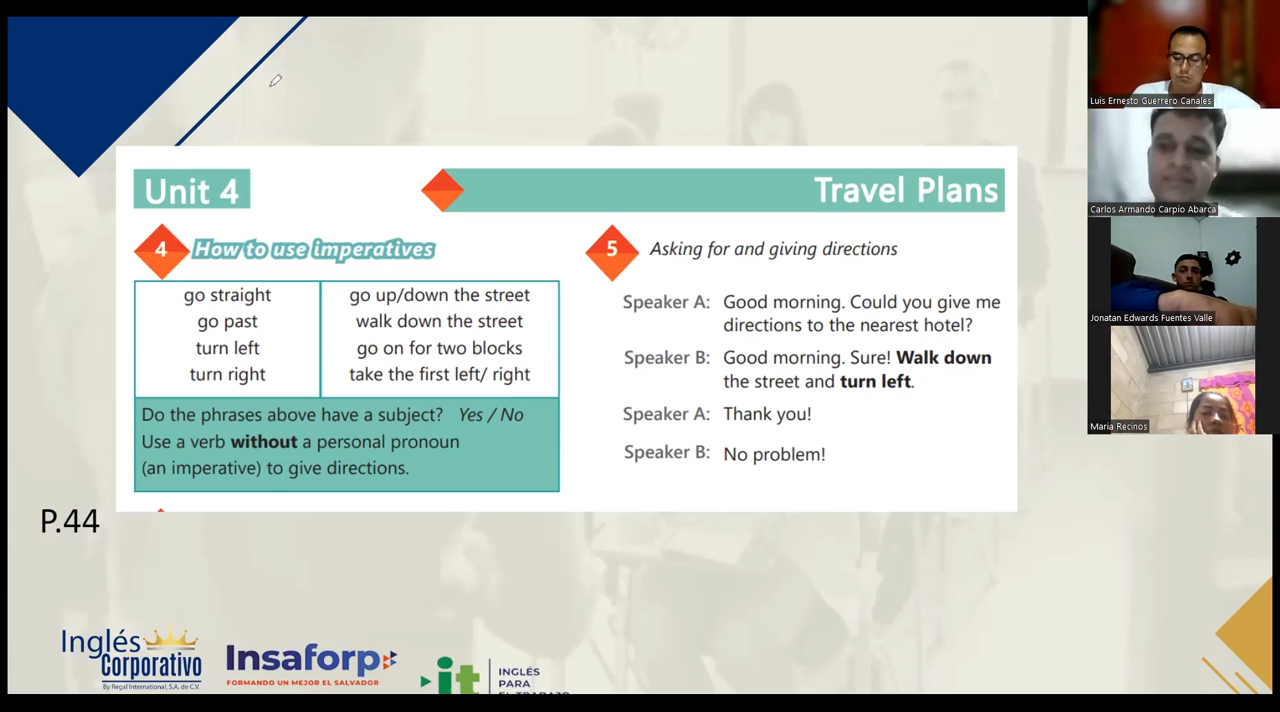 Unit 4
Travel Plans
4
How to use imperatives
go straight
go past
turn left
turn right
go up/down the street
walk down the street
go on for two blocks
take the first left/ right
Do the phrases above have a subject? Yes / No
Use a verb without a personal pronoun
(an imperative) to give directions.
5
Asking for and giving directions
Speaker A: Good morning. Could you give me
directions to the nearest hotel?
Speaker B: Good morning. Sure! Walk down
the street and turn left.
Speaker A: Thank you!
Speaker B: No problem!
P.44
Inglés
Corporativo
By Regal International, S.A. de C.V.
Insaforp
FORMANDO UN MEJOR EL SALVADOR
it
INGLÉS
PARA
EL TRABAJO
Luis Ernesto Guerrero Canales
Carlos Armando Carpio Abarca
Jonatan Edwards Fuentes Valle
Maria Recinos